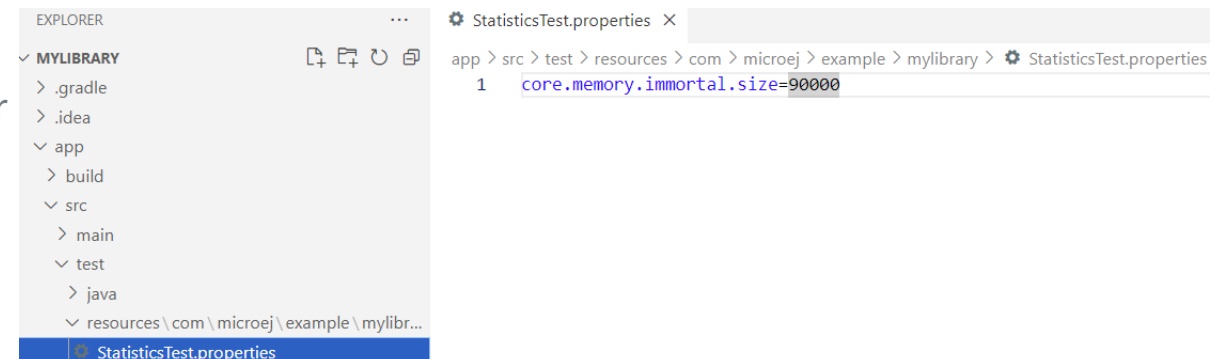 EXPLORER
MYLIBRARY
.gradle
.idea
app
build
src
main
test
java
resources\com\microej\example\mylibr...
StatisticsTest.properties
StatisticsTest.properties
app > src > test > resources > com > microej > example > mylibrary > StatisticsTest.properties
1 core.memory.immortal.size=90000